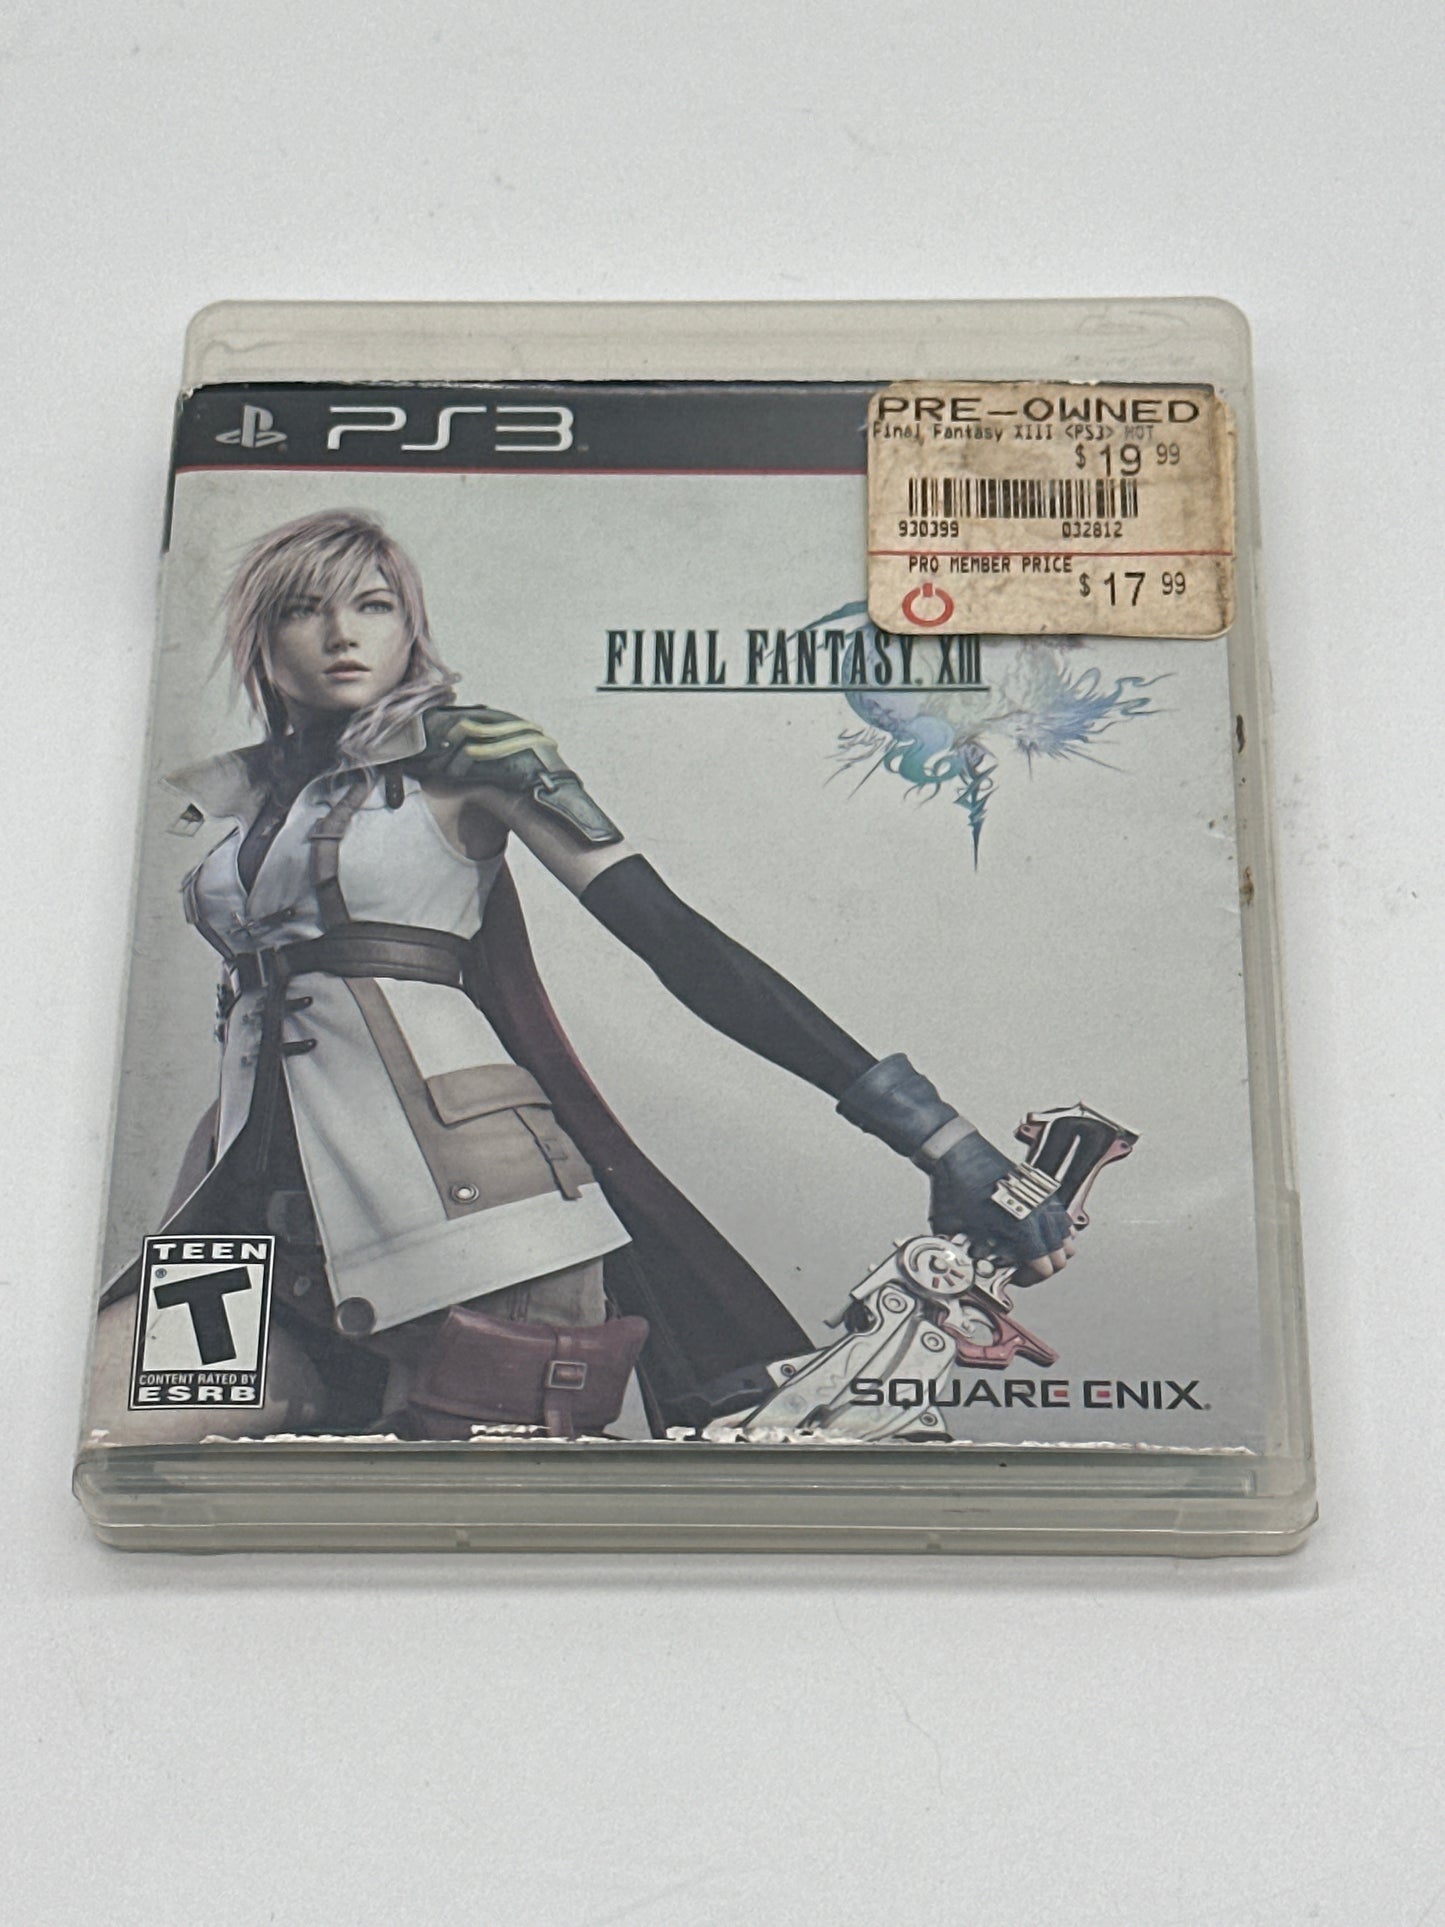 PS3
PRE-OWNED
Final Fantasy XIII <PS3> HOT
$ 19 99
930399 032812
PRO MEMBER PRICE
$ 17 99
FINAL FANTASY XIII
TEEN
T
CONTENT RATED BY
ESRB
SQUARE ENIX